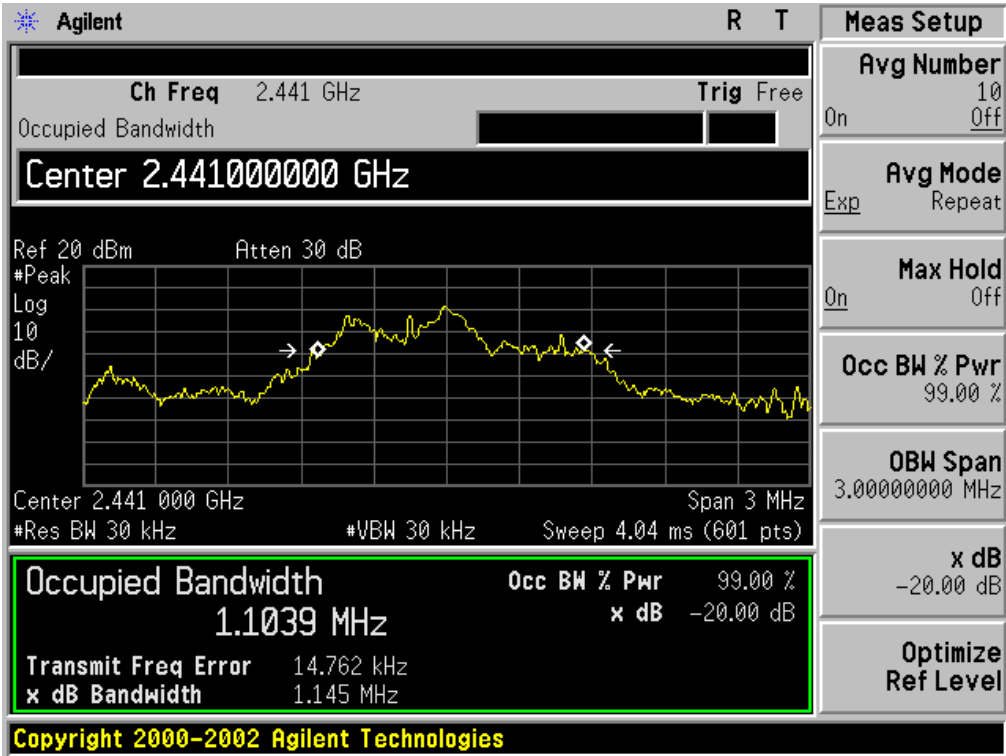 Agilent R T
Ch Freq 2.441 GHz Trig Free
Occupied Bandwidth
Center 2.441000000 GHz
Ref 20 dBm Atten 30 dB
#Peak
Log
10
dB/
Center 2.441 000 GHz Span 3 MHz
#Res BW 30 kHz #VBW 30 kHz Sweep 4.04 ms (601 pts)
Occupied Bandwidth Occ BW % Pwr 99.00 %
1.1039 MHz x dB -20.00 dB
Transmit Freq Error 14.762 kHz
x dB Bandwidth 1.145 MHz
Copyright 2000-2002 Agilent Technologies
Meas Setup
Avg Number
10
On Off
Avg Mode
Exp Repeat
Max Hold
On Off
Occ BW % Pwr
99.00 %
OBW Span
3.00000000 MHz
x dB
-20.00 dB
Optimize
Ref Level